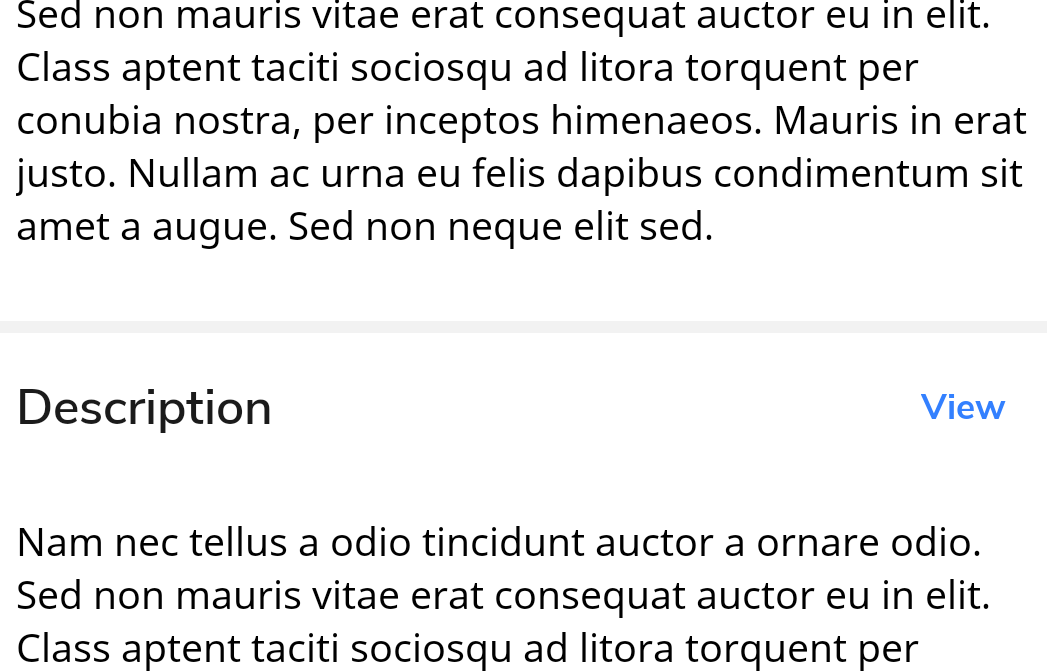 Sed non mauris vitae erat consequat auctor eu in elit.
Class aptent taciti sociosqu ad litora torquent per
conubia nostra, per inceptos himenaeos. Mauris in erat
justo. Nullam ac urna eu felis dapibus condimentum sit
amet a augue. Sed non neque elit sed.
Description
View
Nam nec tellus a odio tincidunt auctor a ornare odio.
Sed non mauris vitae erat consequat auctor eu in elit.
Class aptent taciti sociosqu ad litora torquent per